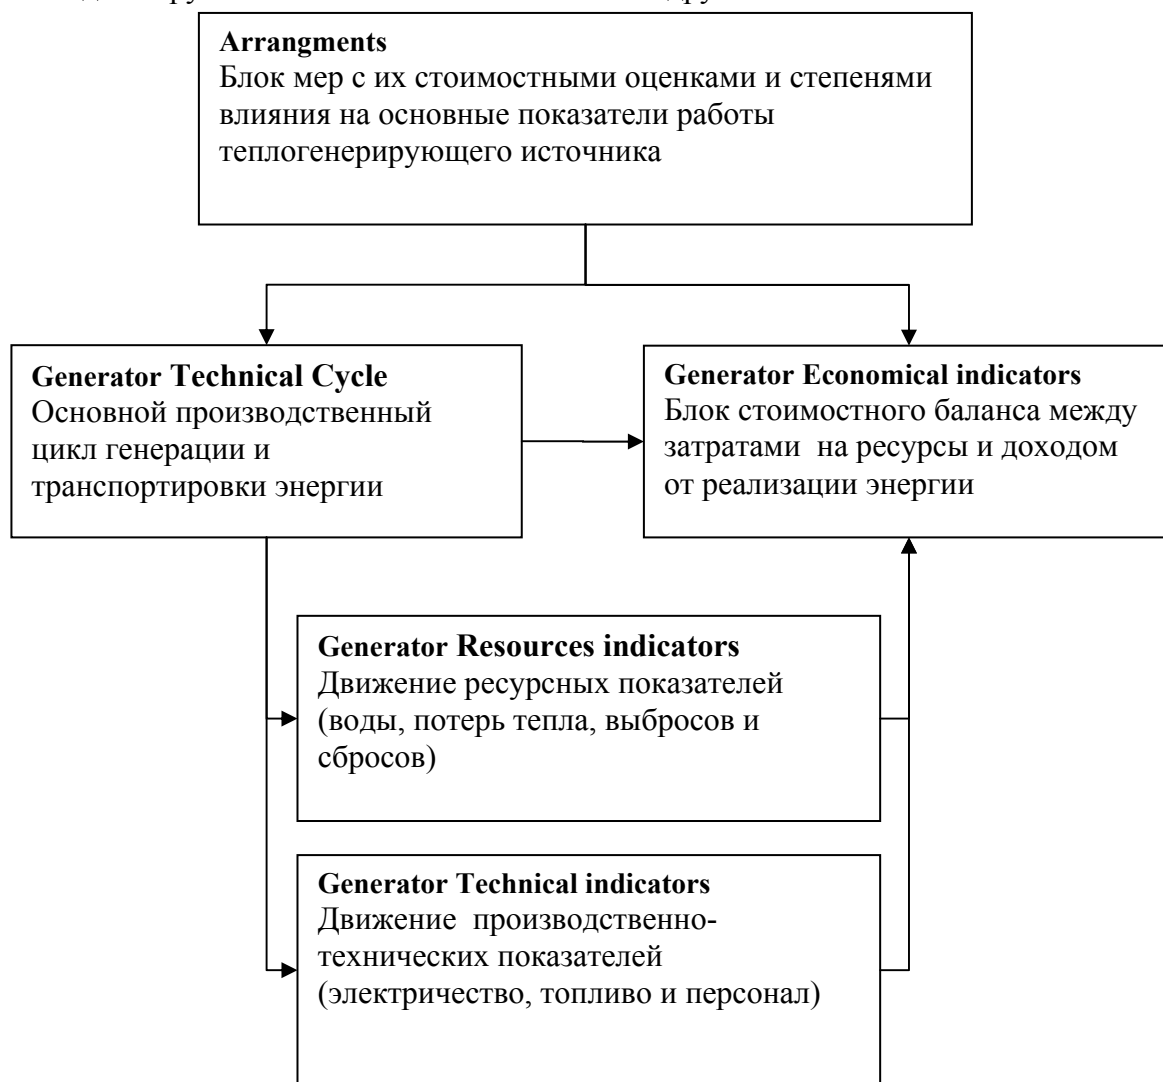 Arrangments
Блок мер с их стоимостными оценками и степенями
влияния на основные показатели работы
теплогенерирующего источника
Generator Technical Cycle
Основной производственный
цикл генерации и
транспортировки энергии
Generator Economical indicators
Блок стоимостного баланса между
затратами на ресурсы и доходом
от реализации энергии
Generator Resources indicators
Движение ресурсных показателей
(воды, потерь тепла, выбросов и
сбросов)
Generator Technical indicators
Движение производственно-
технических показателей
(электричество, топливо и персонал)